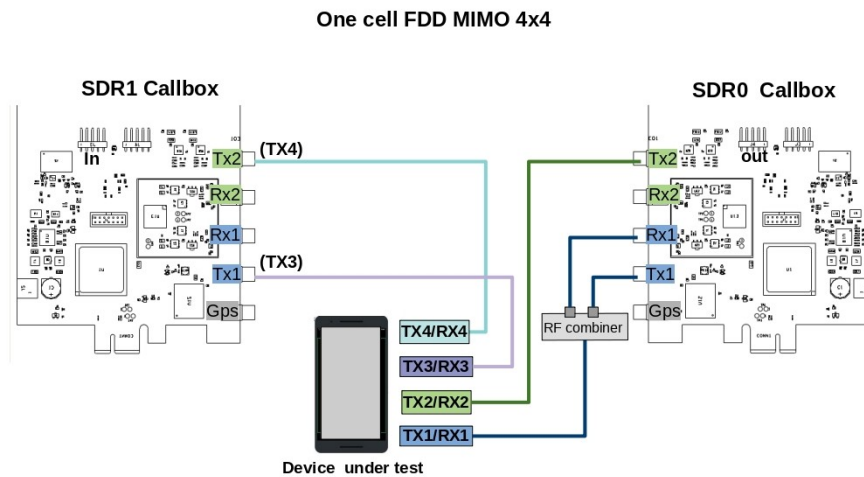 One cell FDD MIMO 4x4
SDR1 Callbox
SDR0 Callbox
In
Tx2
(TX4)
Rx2
Rx1
Tx1
(TX3)
Gps
out
Tx2
Rx2
Rx1
Tx1
Gps
RF combiner
TX4/RX4
TX3/RX3
TX2/RX2
TX1/RX1
Device under test